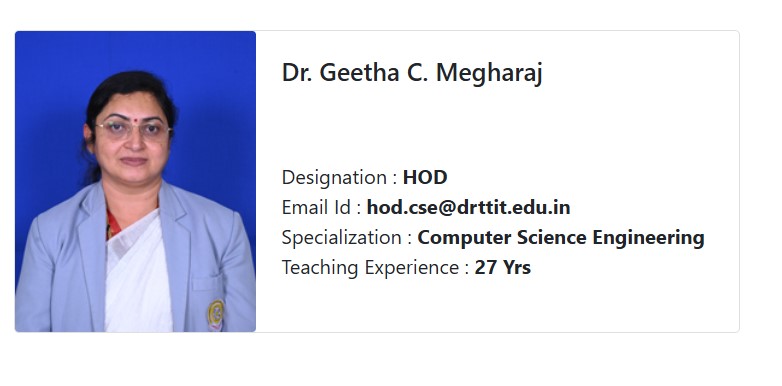 Dr. Geetha C. Megharaj
Designation : HOD
Email Id : hod.cse@drttit.edu.in
Specialization : Computer Science Engineering
Teaching Experience : 27 Yrs